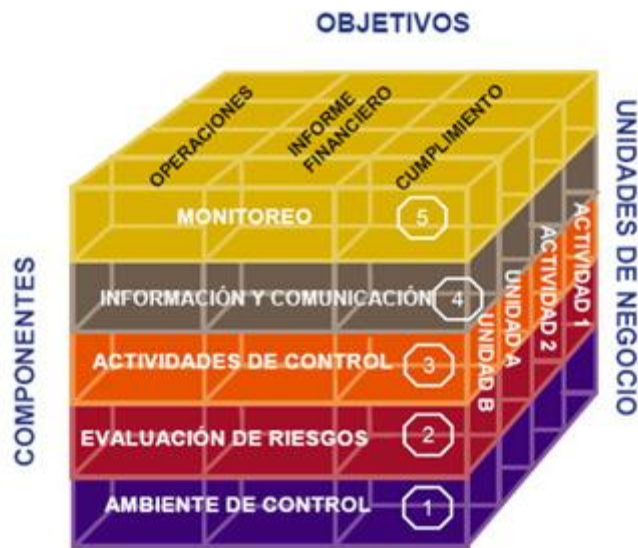 OBJETIVOS
OPERACIONES
INFORME
FINANCIERO
CUMPLIMIENTO
UNIDADES DE NEGOCIO
COMPONENTES
MONITOREO 5
INFORMACIÓN Y COMUNICACIÓN 4
ACTIVIDADES DE CONTROL 3
EVALUACIÓN DE RIESGOS 2
AMBIENTE DE CONTROL 1
UNIDAD B
UNIDAD A
ACTIVIDAD 2
ACTIVIDAD 1